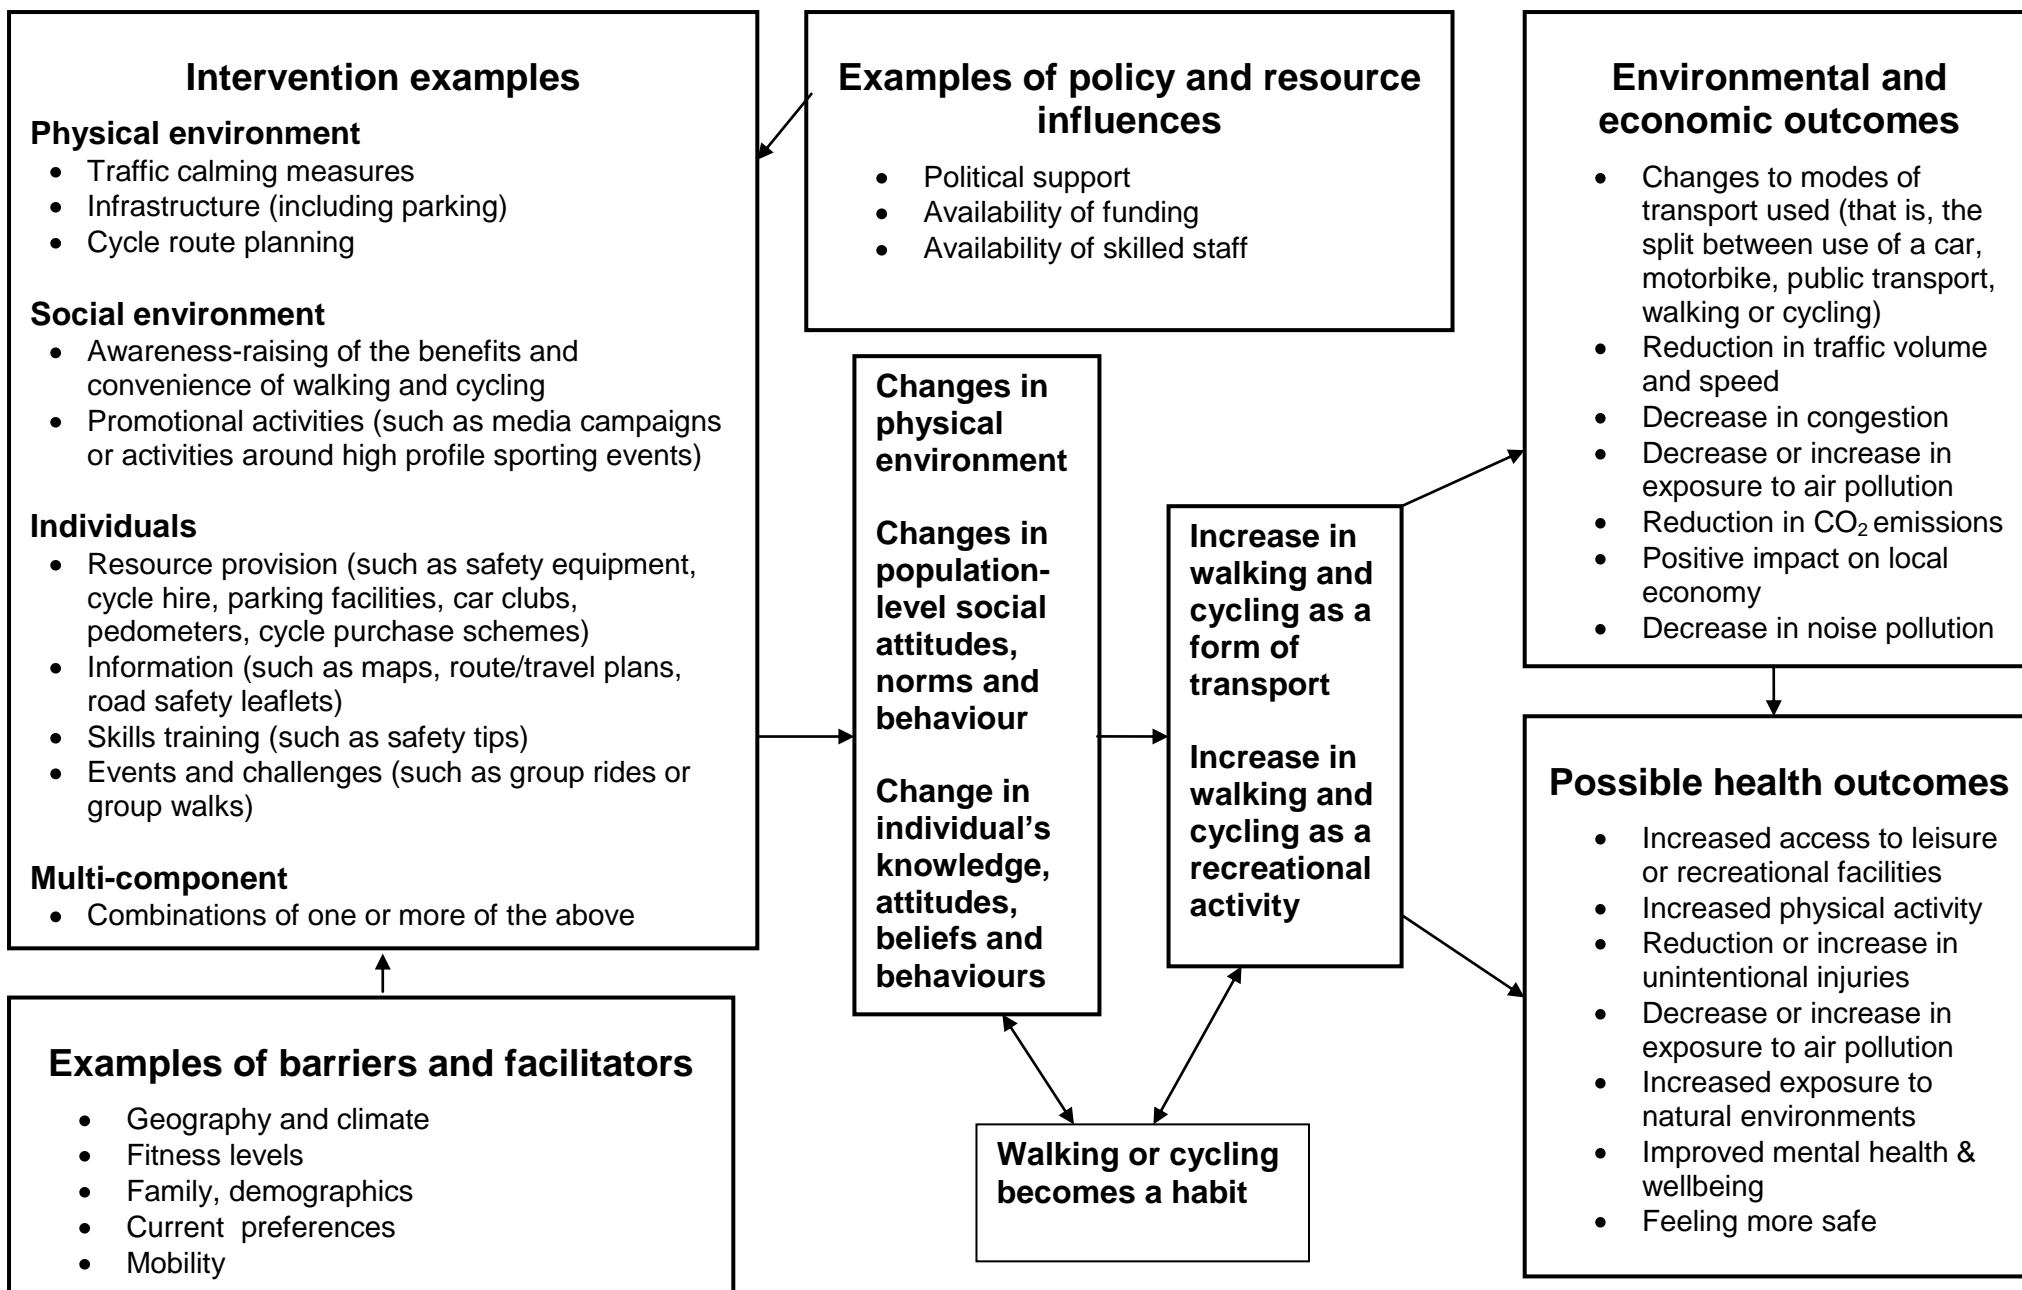 Intervention examples
Physical environment
• Traffic calming measures
• Infrastructure (including parking)
• Cycle route planning
Social environment
• Awareness-raising of the benefits and
convenience of walking and cycling
• Promotional activities (such as media campaigns
or activities around high profile sporting events)
Individuals
• Resource provision (such as safety equipment,
cycle hire, parking facilities, car clubs,
pedometers, cycle purchase schemes)
• Information (such as maps, route/travel plans,
road safety leaflets)
• Skills training (such as safety tips)
• Events and challenges (such as group rides or
group walks)
Multi-component
• Combinations of one or more of the above
Examples of barriers and facilitators
• Geography and climate
• Fitness levels
• Family, demographics
• Current  preferences
• Mobility
Examples of policy and resource
influences
• Political support
• Availability of funding
• Availability of skilled staff
Changes in
physical
environment
Changes in
population-
level social
attitudes,
norms and
behaviour
Change in
individual’s
knowledge,
attitudes,
beliefs and
behaviours
Increase in
walking and
cycling as a
form of
transport
Increase in
walking and
cycling as a
recreational
activity
Walking or cycling
becomes a habit
Environmental and
economic outcomes
• Changes to modes of
transport used (that is, the
split between use of a car,
motorbike, public transport,
walking or cycling)
• Reduction in traffic volume
and speed
• Decrease in congestion
• Decrease or increase in
exposure to air pollution
• Reduction in CO₂ emissions
• Positive impact on local
economy
• Decrease in noise pollution
Possible health outcomes
• Increased access to leisure
or recreational facilities
• Increased physical activity
• Reduction or increase in
unintentional injuries
• Decrease or increase in
exposure to air pollution
• Increased exposure to
natural environments
• Improved mental health &
wellbeing
• Feeling more safe